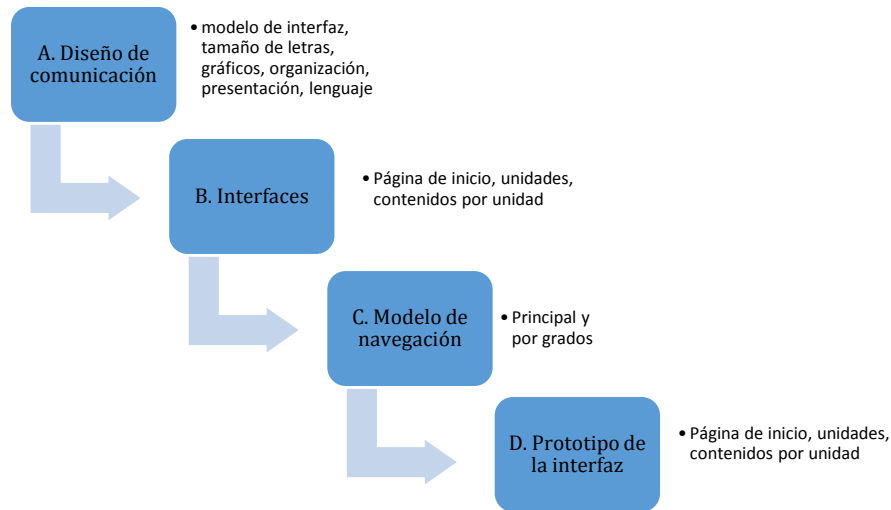 A. Diseño de
comunicación
• modelo de interfaz,
tamaño de letras,
gráficos, organización,
presentación, lenguaje
B. Interfaces
• Página de inicio, unidades,
contenidos por unidad
C. Modelo de
navegación
• Principal y
por grados
D. Prototipo de
la interfaz
• Página de inicio, unidades,
contenidos por unidad